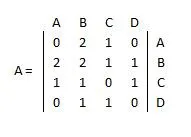 A B C D
0 2 1 0 A
A = 2 2 1 1 B
1 1 0 1 C
0 1 1 0 D